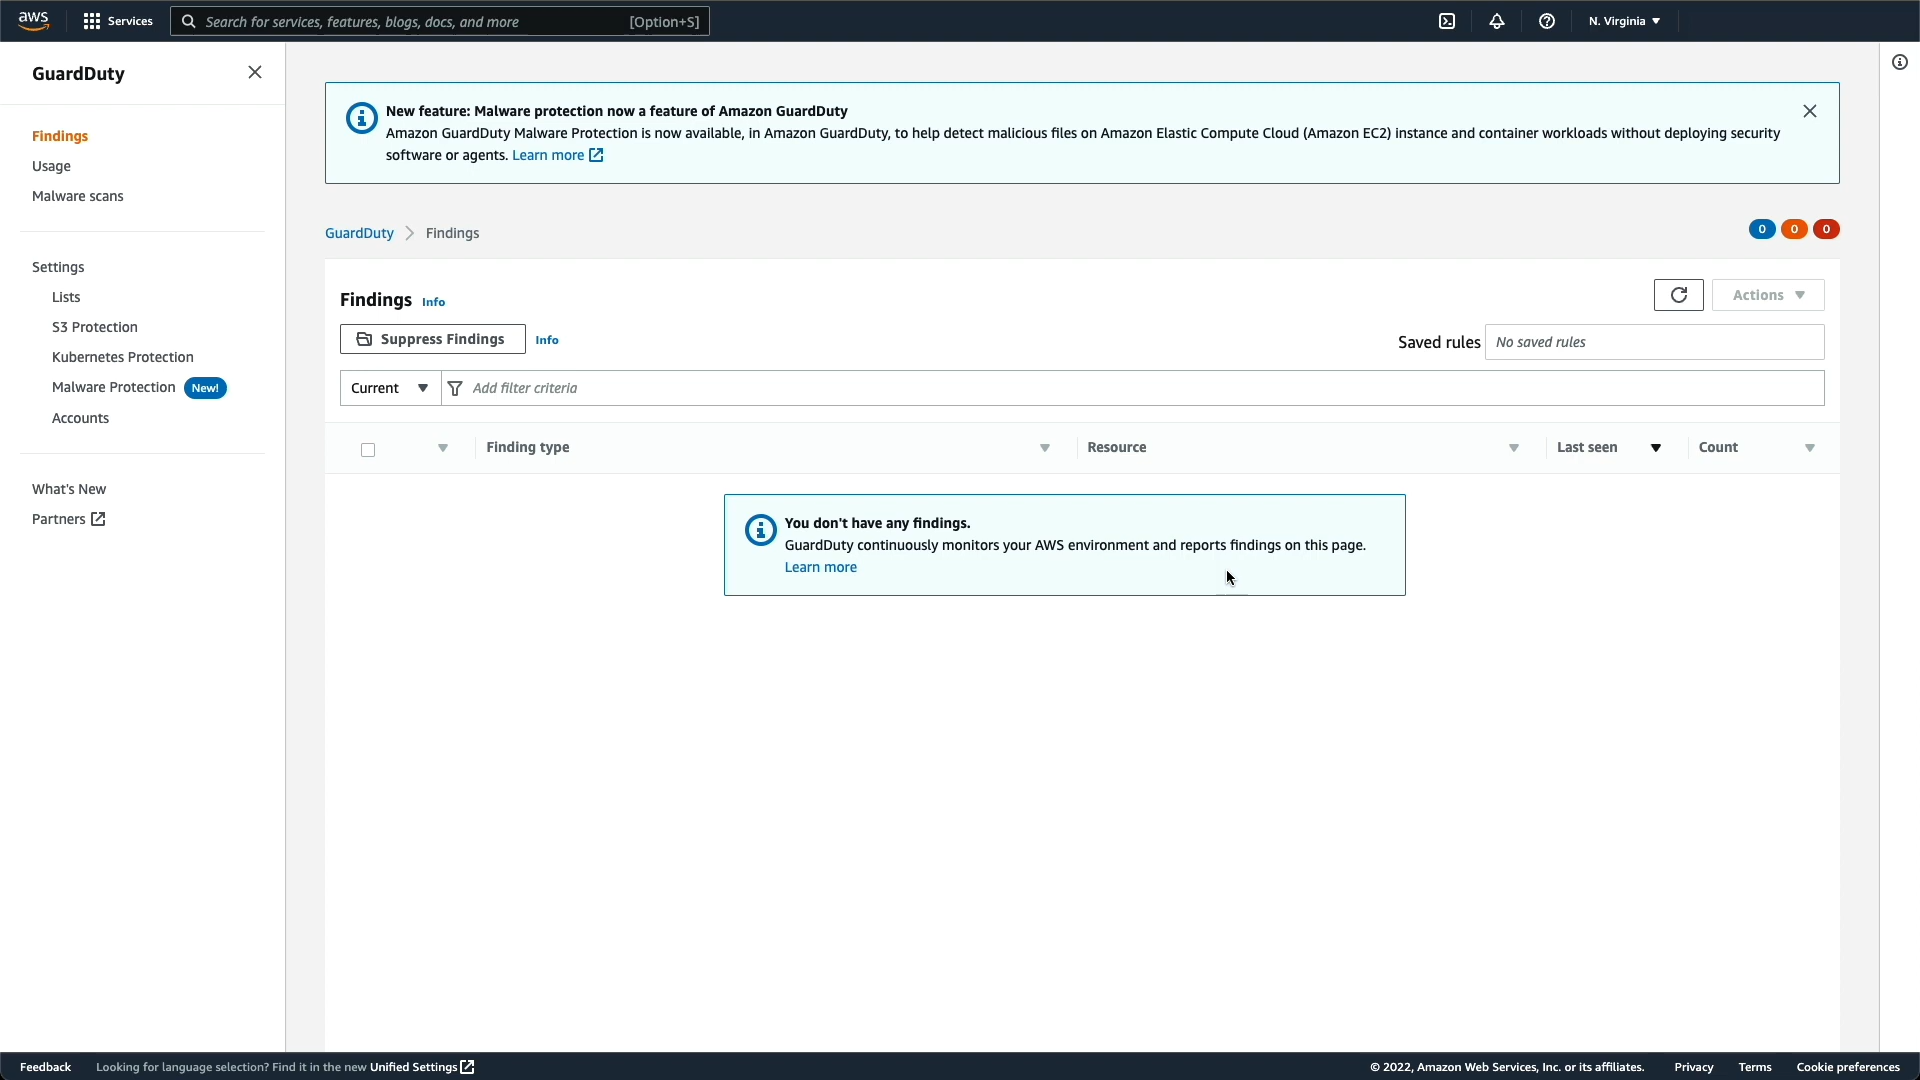 aws
Services
Search for services, features, blogs, docs, and more [Option+S]
N. Virginia
GuardDuty
Findings
Usage
Malware scans
Settings
Lists
S3 Protection
Kubernetes Protection
Malware Protection New!
Accounts
What's New
Partners
New feature: Malware protection now a feature of Amazon GuardDuty
Amazon GuardDuty Malware Protection is now available, in Amazon GuardDuty, to help detect malicious files on Amazon Elastic Compute Cloud (Amazon EC2) instance and container workloads without deploying security
software or agents. Learn more
GuardDuty Findings
0 0 0
Findings Info
Actions
Suppress Findings Info
Saved rules No saved rules
Current Add filter criteria
Finding type Resource Last seen Count
You don't have any findings.
GuardDuty continuously monitors your AWS environment and reports findings on this page.
Learn more
Feedback Looking for language selection? Find it in the new Unified Settings © 2022, Amazon Web Services, Inc. or its affiliates. Privacy Terms Cookie preferences